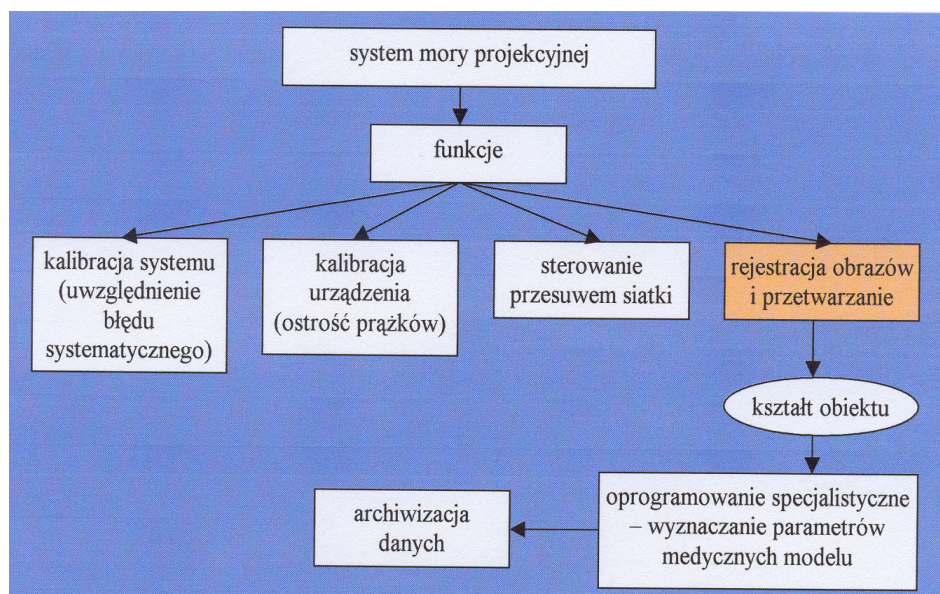 system mory projekcyjnej
funkcje
kalibracja systemu
(uwzględnienie
błędu
systematycznego)
kalibracja
urządzenia
(ostrość prążków)
sterowanie
przesuwem siatki
rejestracja obrazów
i przetwarzanie
kształt obiektu
oprogramowanie specjalistyczne
– wyznaczanie parametrów
medycznych modelu
archiwizacja
danych